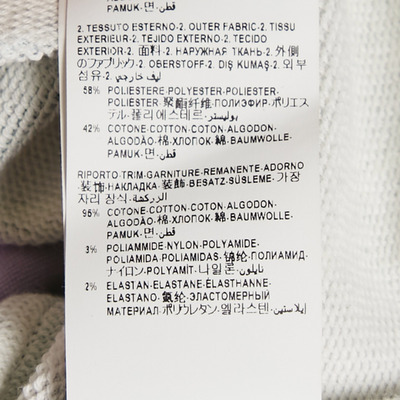 PAMUK·면·قطن
2. TESSUTO ESTERNO·2. OUTER FABRIC·2. TISSU
EXTERIEUR·2. TEJIDO EXTERNO·2. TECIDO
EXTERIOR·2. 面料·2. НАРУЖНАЯ ТКАНЬ·2. 外側
のファブリック·2. OBERSTOFF·2. DIŞ KUMAŞ·2. 외부
섬유·2. ليف خارجي
58% POLIESTERE·POLYESTER·POLIESTER·
POLIESTER·聚酯纤维·ПОЛИЭФИР·ポリエス
テル·폴리에스테르·بوليستر
42% COTONE·COTTON·COTON·ALGODON·
ALGODÃO·棉·ХЛОПОК·綿·BAUMWOLLE·
PAMUK·면·قطن
RIPORTO·TRIM·GARNITURE·REMANENTE·ADORNO
·装饰·НАКЛАДКА·装飾·BESATZ·SÜSLEME·가장
자리 장식·الزركشة
95% COTONE·COTTON·COTON·ALGODON·
ALGODÃO·棉·ХЛОПОК·綿·BAUMWOLLE·
PAMUK·면·قطن
3% POLIAMMIDE·NYLON·POLYAMIDE·
POLIAMIDA·POLIAMIDAS·锦纶·ПОЛИАМИД·
ナイロン·POLYAMİT·나일론·نايلون
2% ELASTAN·ELASTANE·ÉLASTHANNE·
ELASTANO·氨纶·ЭЛАСТОМЕРНЫЙ
МАТЕРИАЛ·ポリウレタン·엘라스텐·إيلاستين